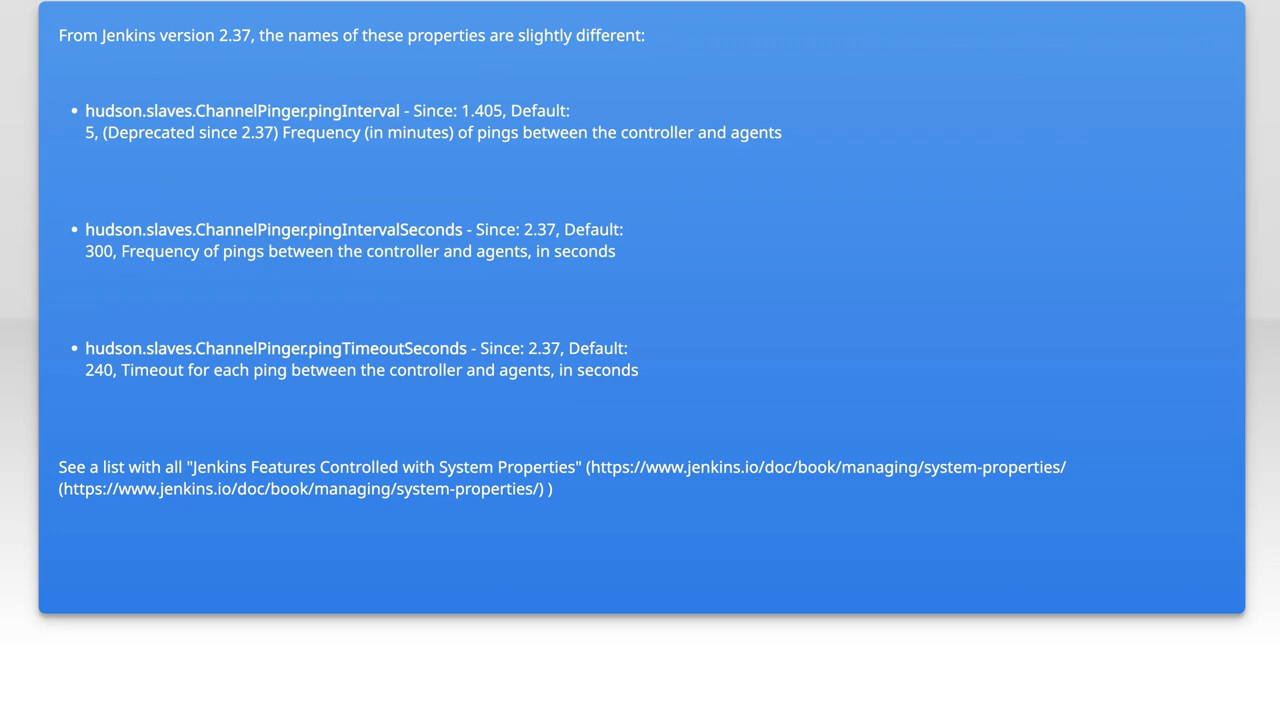 From Jenkins version 2.37, the names of these properties are slightly different:
• hudson.slaves.ChannelPinger.pingInterval - Since: 1.405, Default:
5, (Deprecated since 2.37) Frequency (in minutes) of pings between the controller and agents
• hudson.slaves.ChannelPinger.pingIntervalSeconds - Since: 2.37, Default:
300, Frequency of pings between the controller and agents, in seconds
• hudson.slaves.ChannelPinger.pingTimeoutSeconds - Since: 2.37, Default:
240, Timeout for each ping between the controller and agents, in seconds
See a list with all "Jenkins Features Controlled with System Properties" (https://www.jenkins.io/doc/book/managing/system-properties/
(https://www.jenkins.io/doc/book/managing/system-properties/) )